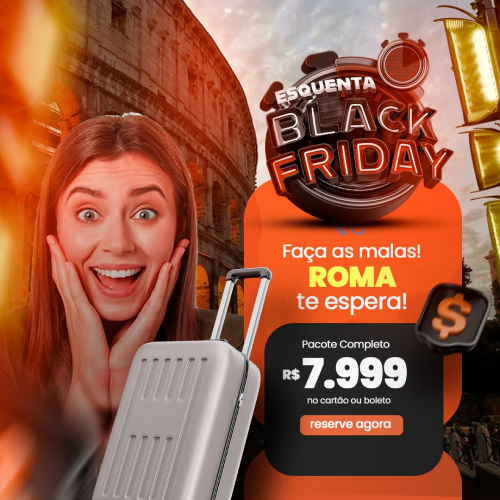 ESQUENTA
BLACK
FRIDAY
Faça as malas!
ROMA
te espera!
Pacote Completo
R$ 7.999
no cartão ou boleto
reserve agora
$